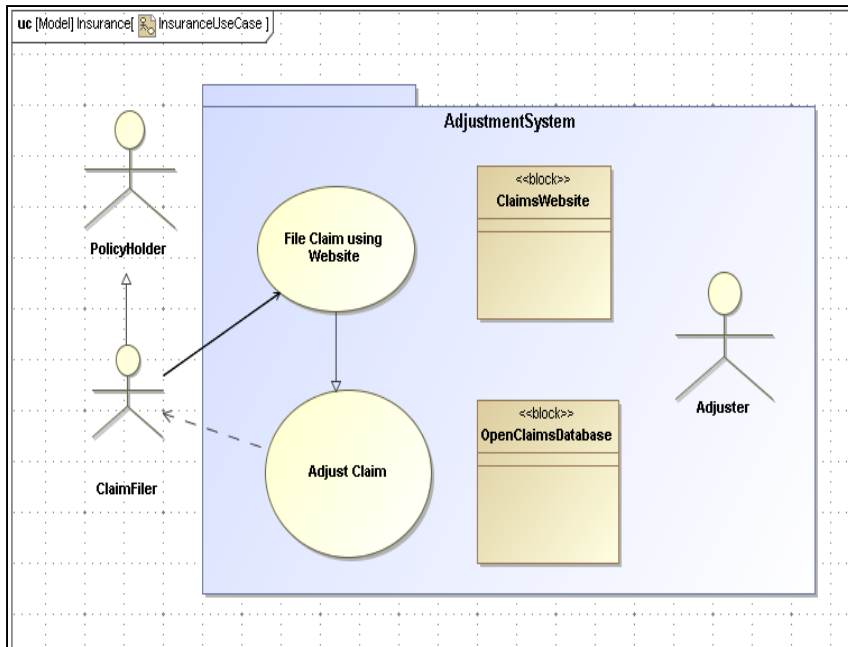 uc [Model] Insurance[ InsuranceUseCase ]
AdjustmentSystem
PolicyHolder
File Claim using
Website
<<block>>
ClaimsWebsite
Adjuster
ClaimFiler
Adjust Claim
<<block>>
OpenClaimsDatabase